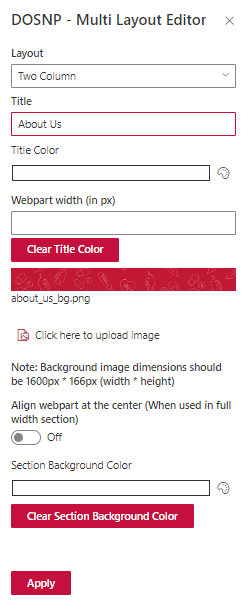 DOSNP - Multi Layout Editor
Layout
Two Column
Title
About Us
Title Color
Webpart width (in px)
Clear Title Color
about_us_bg.png
Click here to upload image
Note: Background image dimensions should
be 1600px * 166px (width * height)
Align webpart at the center (When used in full
width section)
Off
Section Background Color
Clear Section Background Color
Apply